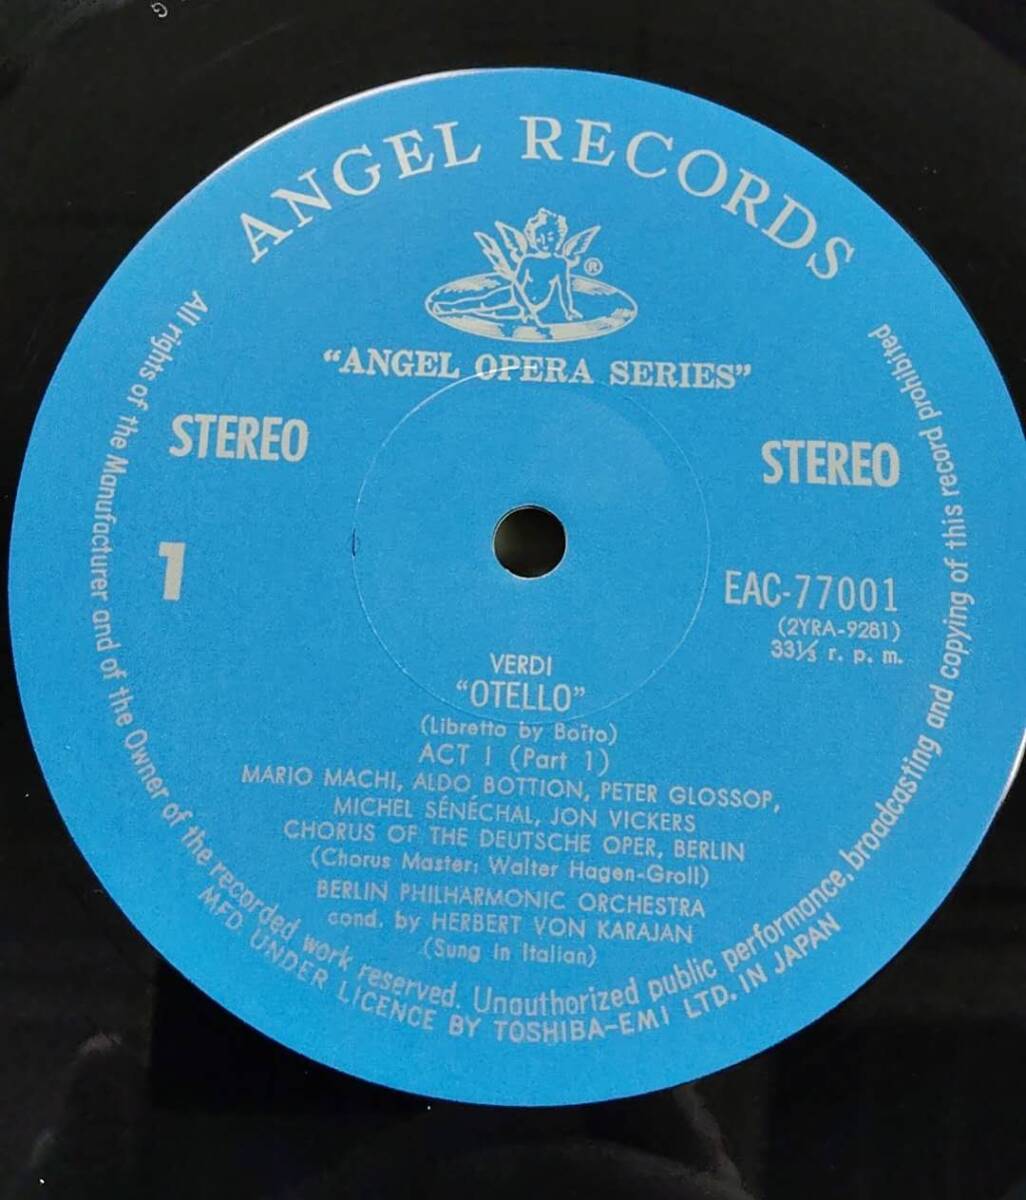 ANGEL RECORDS
®
"ANGEL OPERA SERIES"
STEREO
STEREO
1
EAC-77001
(2YRA-9281)
33⅓ r. p. m.
VERDI
"OTELLO"
(Libretto by Boïto)
ACT I (Part 1)
MARIO MACHI, ALDO BOTTION, PETER GLOSSOP,
MICHEL SÉNÉCHAL, JON VICKERS
CHORUS OF THE DEUTSCHE OPER, BERLIN
(Chorus Master: Walter Hagen-Groll)
BERLIN PHILHARMONIC ORCHESTRA
cond. by HERBERT VON KARAJAN
(Sung in Italian)
All rights of the Manufacturer and of the Owner of the recorded work reserved. Unauthorized public performance, broadcasting and copying of this record prohibited
MFD UNDER LICENCE BY TOSHIBA-EMI LTD. IN JAPAN
G